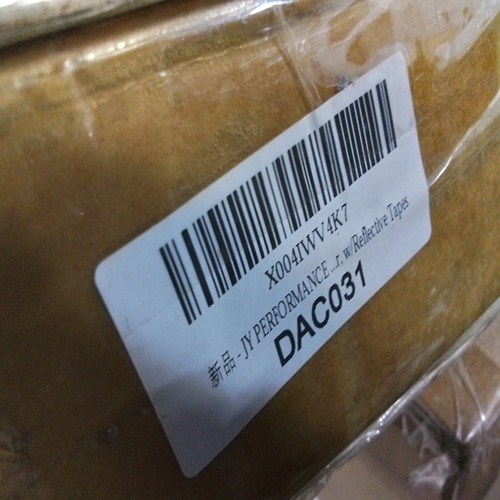 X004IWV4K7
新品 - JY PERFORMANCE ...r, w/Reflective Tapes
DAC031